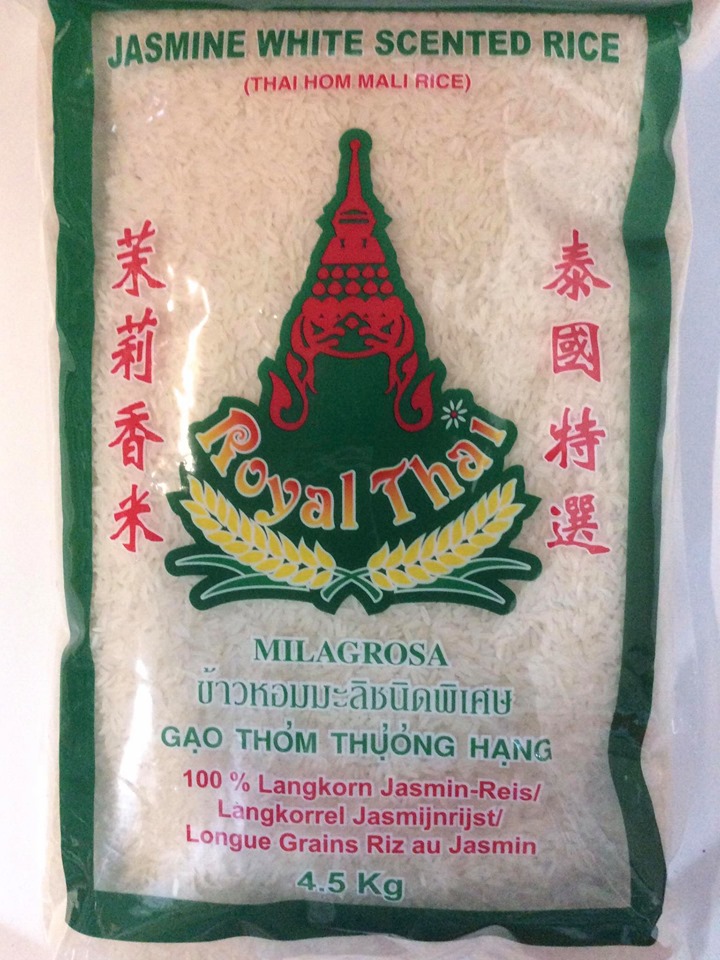 JASMINE WHITE SCENTED RICE
(THAI HOM MALI RICE)
茉莉香米
泰國特選
Royal Thai
MILAGROSA
ข้าวหอมมะลิชนิดพิเศษ
GẠO THỎM THỤỎNG HẠNG
100 % Langkorn Jasmin-Reis/
Langkorrel Jasmijnrijst/
Longue Grains Riz au Jasmin
4.5 Kg